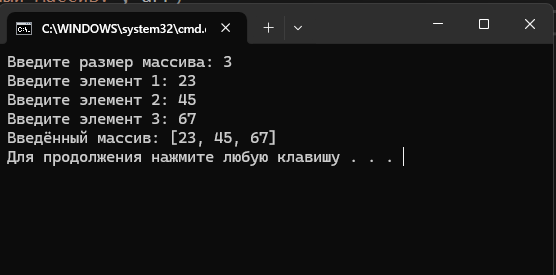 C:\WINDOWS\system32\cmd.
Введите размер массива: 3
Введите элемент 1: 23
Введите элемент 2: 45
Введите элемент 3: 67
Введённый массив: [23, 45, 67]
Для продолжения нажмите любую клавишу . . .